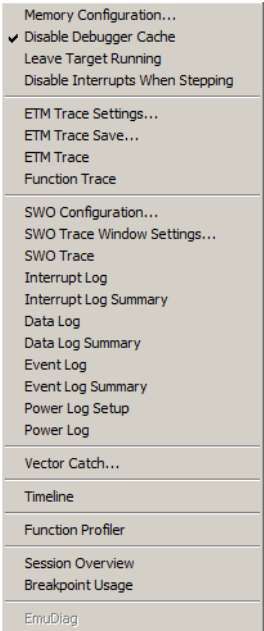 Memory Configuration...
Disable Debugger Cache
Leave Target Running
Disable Interrupts When Stepping
ETM Trace Settings...
ETM Trace Save...
ETM Trace
Function Trace
SWO Configuration...
SWO Trace Window Settings...
SWO Trace
Interrupt Log
Interrupt Log Summary
Data Log
Data Log Summary
Event Log
Event Log Summary
Power Log Setup
Power Log
Vector Catch...
Timeline
Function Profiler
Session Overview
Breakpoint Usage
EmuDiag